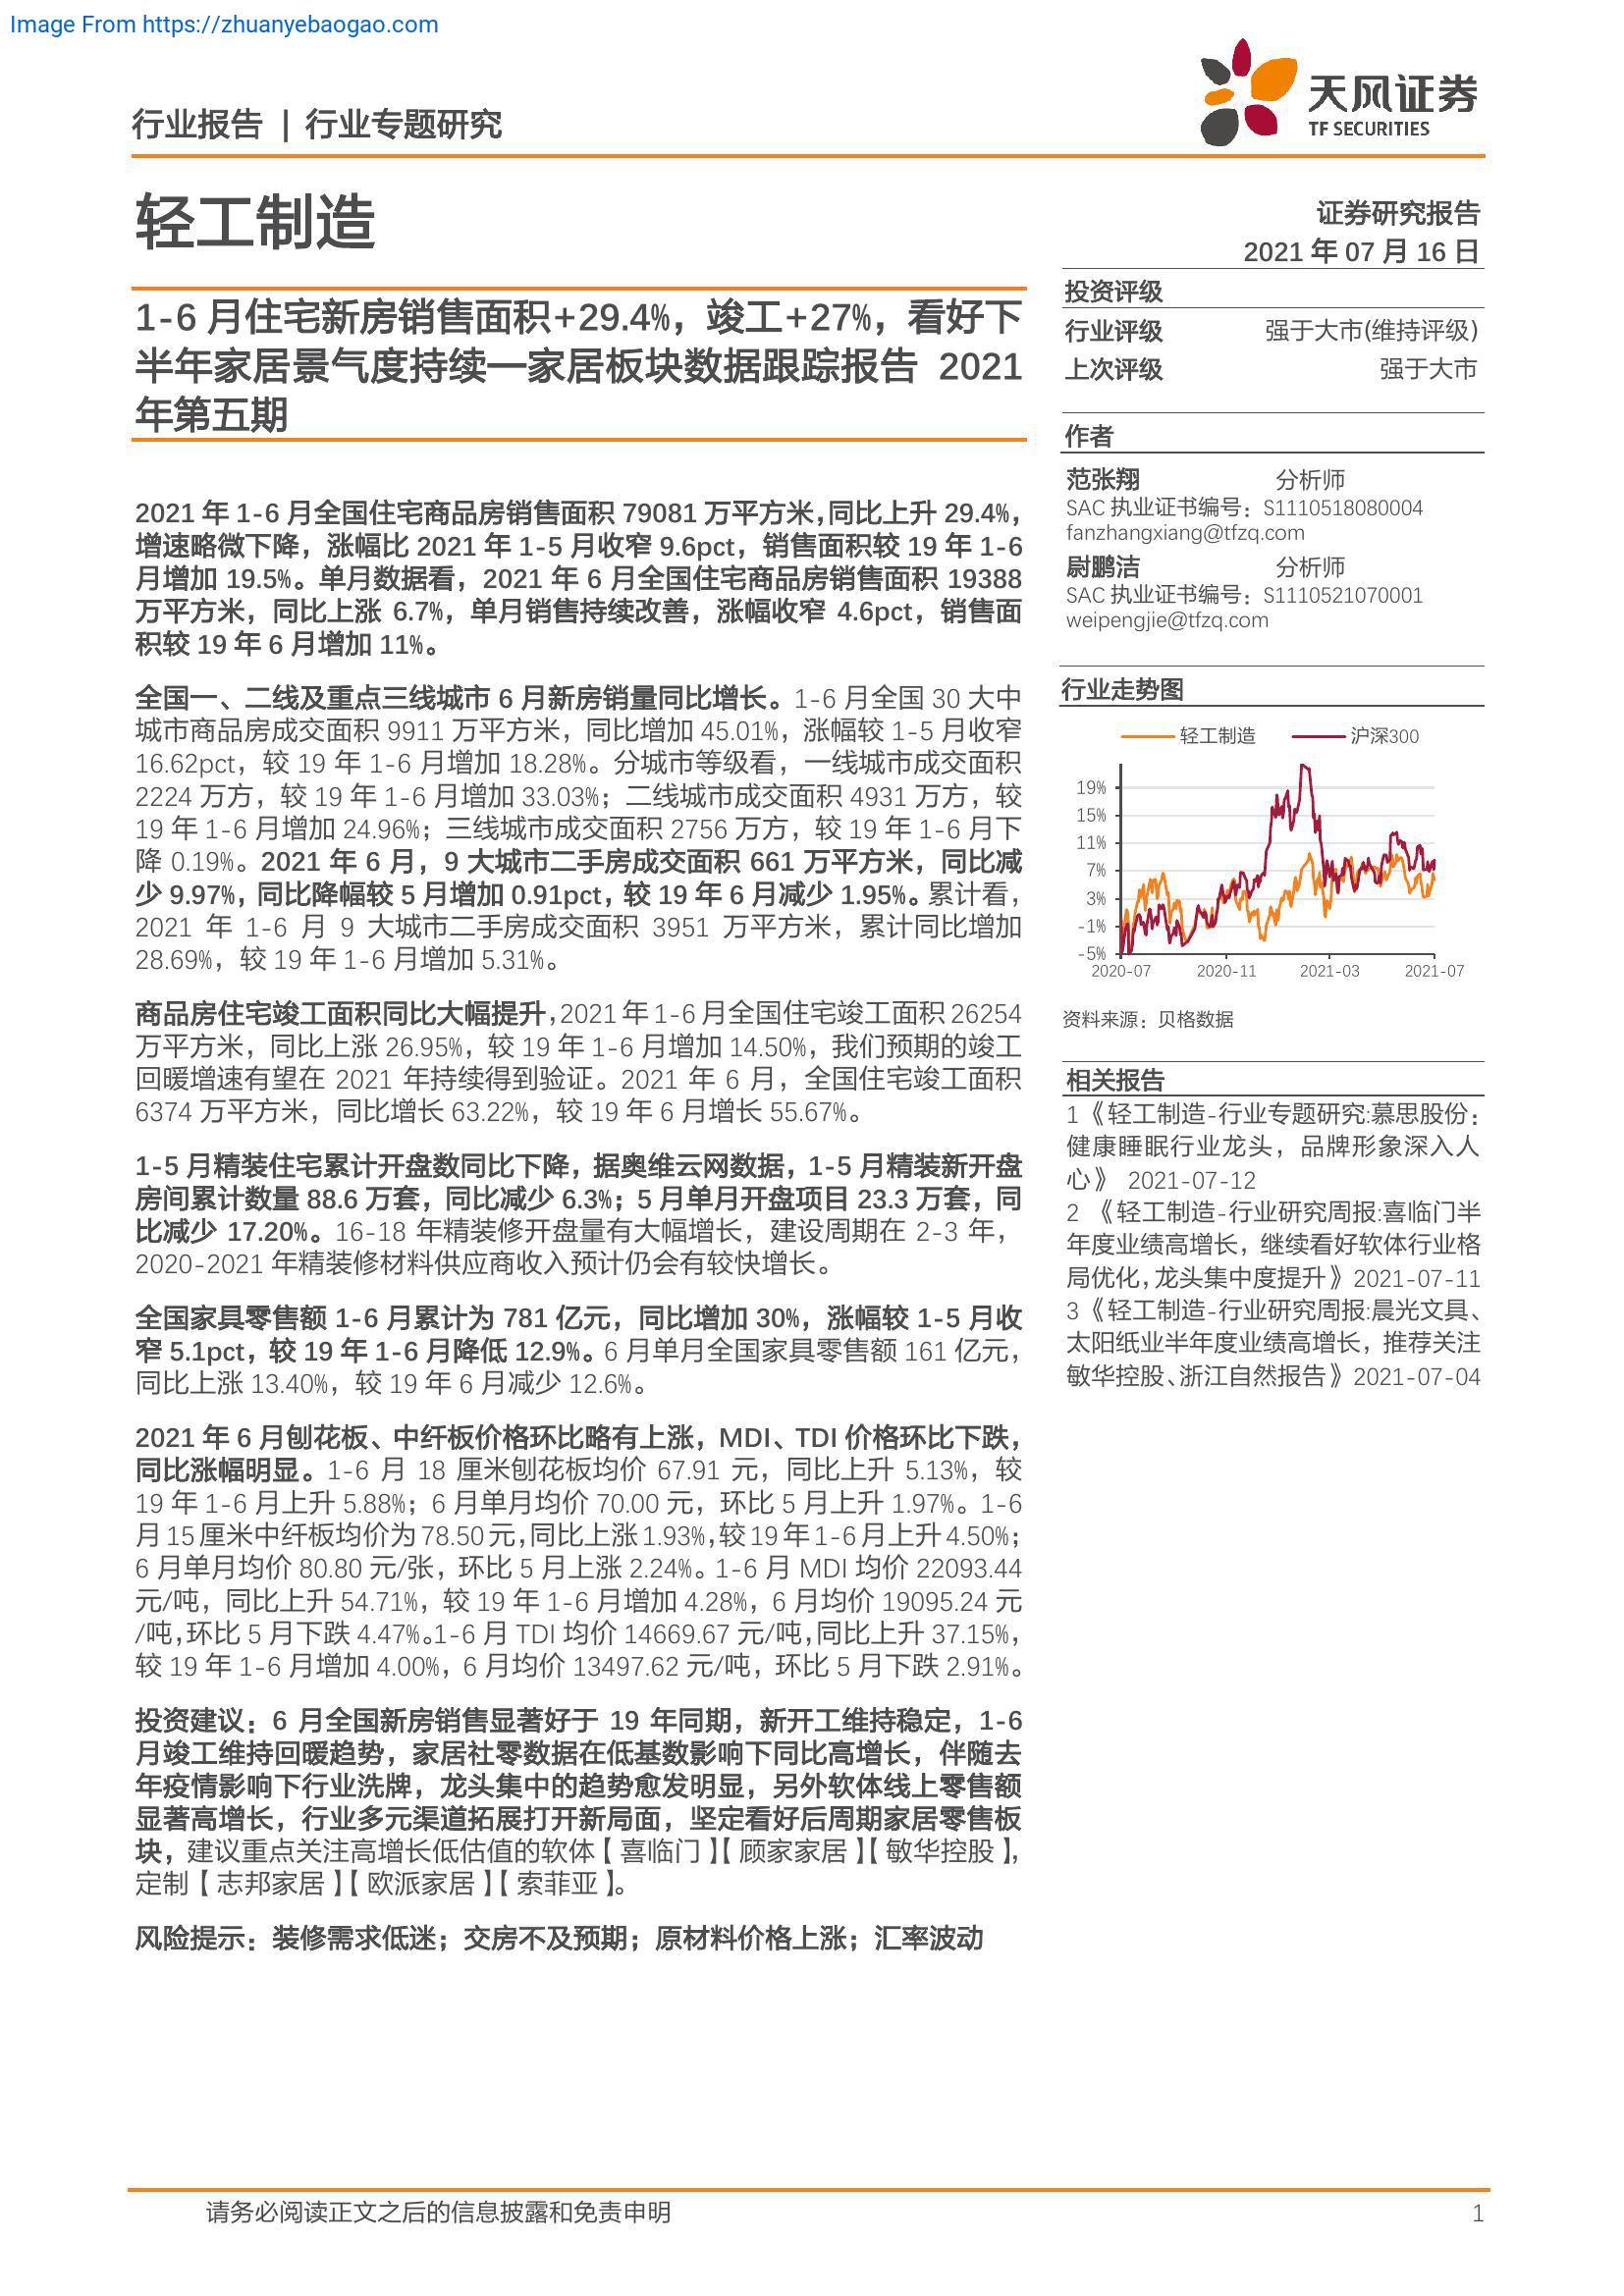 Image From https://zhuanyebaogao.com
行业报告 | 行业专题研究
天风证券
TF SECURITIES
轻工制造
证券研究报告
2021 年 07 月 16 日
1-6 月住宅新房销售面积+29.4%，竣工+27%，看好下
半年家居景气度持续—家居板块数据跟踪报告 2021
年第五期
2021 年 1-6 月全国住宅商品房销售面积 79081 万平方米，同比上升 29.4%，
增速略微下降，涨幅比 2021 年 1-5 月收窄 9.6pct，销售面积较 19 年 1-6
月增加 19.5%。单月数据看，2021 年 6 月全国住宅商品房销售面积 19388
万平方米，同比上涨 6.7%，单月销售持续改善，涨幅收窄 4.6pct，销售面
积较 19 年 6 月增加 11%。
全国一、二线及重点三线城市 6 月新房销量同比增长。1-6 月全国 30 大中
城市商品房成交面积 9911 万平方米，同比增加 45.01%，涨幅较 1-5 月收窄
16.62pct，较 19 年 1-6 月增加 18.28%。分城市等级看，一线城市成交面积
2224 万方，较 19 年 1-6 月增加 33.03%；二线城市成交面积 4931 万方，较
19 年 1-6 月增加 24.96%；三线城市成交面积 2756 万方，较 19 年 1-6 月下
降 0.19%。2021 年 6 月，9 大城市二手房成交面积 661 万平方米，同比减
少 9.97%，同比降幅较 5 月增加 0.91pct，较 19 年 6 月减少 1.95%。累计看，
2021 年 1-6 月 9 大城市二手房成交面积 3951 万平方米，累计同比增加
28.69%，较 19 年 1-6 月增加 5.31%。
商品房住宅竣工面积同比大幅提升，2021 年 1-6 月全国住宅竣工面积 26254
万平方米，同比上涨 26.95%，较 19 年 1-6 月增加 14.50%，我们预期的竣工
回暖增速有望在 2021 年持续得到验证。2021 年 6 月，全国住宅竣工面积
6374 万平方米，同比增长 63.22%，较 19 年 6 月增长 55.67%。
1-5 月精装住宅累计开盘数同比下降，据奥维云网数据，1-5 月精装新开盘
房间累计数量 88.6 万套，同比减少 6.3%；5 月单月开盘项目 23.3 万套，同
比减少 17.20%。16-18 年精装修开盘量有大幅增长，建设周期在 2-3 年，
2020-2021 年精装修材料供应商收入预计仍会有较快增长。
全国家具零售额 1-6 月累计为 781 亿元，同比增加 30%，涨幅较 1-5 月收
窄 5.1pct，较 19 年 1-6 月降低 12.9%。6 月单月全国家具零售额 161 亿元，
同比上涨 13.40%，较 19 年 6 月减少 12.6%。
2021 年 6 月刨花板、中纤板价格环比略有上涨，MDI、TDI 价格环比下跌，
同比涨幅明显。1-6 月 18 厘米刨花板均价 67.91 元，同比上升 5.13%，较
19 年 1-6 月上升 5.88%；6 月单月均价 70.00 元，环比 5 月上升 1.97%。1-6
月 15 厘米中纤板均价为 78.50 元，同比上涨 1.93%，较 19 年 1-6 月上升 4.50%；
6 月单月均价 80.80 元/张，环比 5 月上涨 2.24%。1-6 月 MDI 均价 22093.44
元/吨，同比上升 54.71%，较 19 年 1-6 月增加 4.28%，6 月均价 19095.24 元
/吨，环比 5 月下跌 4.47%。1-6 月 TDI 均价 14669.67 元/吨，同比上升 37.15%，
较 19 年 1-6 月增加 4.00%，6 月均价 13497.62 元/吨，环比 5 月下跌 2.91%。
投资建议：6 月全国新房销售显著好于 19 年同期，新开工维持稳定，1-6
月竣工维持回暖趋势，家居社零数据在低基数影响下同比高增长，伴随去
年疫情影响下行业洗牌，龙头集中的趋势愈发明显，另外软体线上零售额
显著高增长，行业多元渠道拓展打开新局面，坚定看好后周期家居零售板
块，建议重点关注高增长低估值的软体【喜临门】【顾家家居】【敏华控股】，
定制【志邦家居】【欧派家居】【索菲亚】。
风险提示：装修需求低迷；交房不及预期；原材料价格上涨；汇率波动
投资评级
行业评级 强于大市(维持评级)
上次评级 强于大市
作者
范张翔 分析师
SAC 执业证书编号：S1110518080004
fanzhangxiang@tfzq.com
尉鹏洁 分析师
SAC 执业证书编号：S1110521070001
weipengjie@tfzq.com
行业走势图
轻工制造 沪深300
19%
15%
11%
7%
3%
-1%
-5%
2020-07 2020-11 2021-03 2021-07
资料来源：贝格数据
相关报告
1 《轻工制造-行业专题研究:慕思股份：
健康睡眠行业龙头，品牌形象深入人
心》 2021-07-12
2 《轻工制造-行业研究周报:喜临门半
年度业绩高增长，继续看好软体行业格
局优化，龙头集中度提升》 2021-07-11
3 《轻工制造-行业研究周报:晨光文具、
太阳纸业半年度业绩高增长，推荐关注
敏华控股、浙江自然报告》 2021-07-04
请务必阅读正文之后的信息披露和免责申明 1